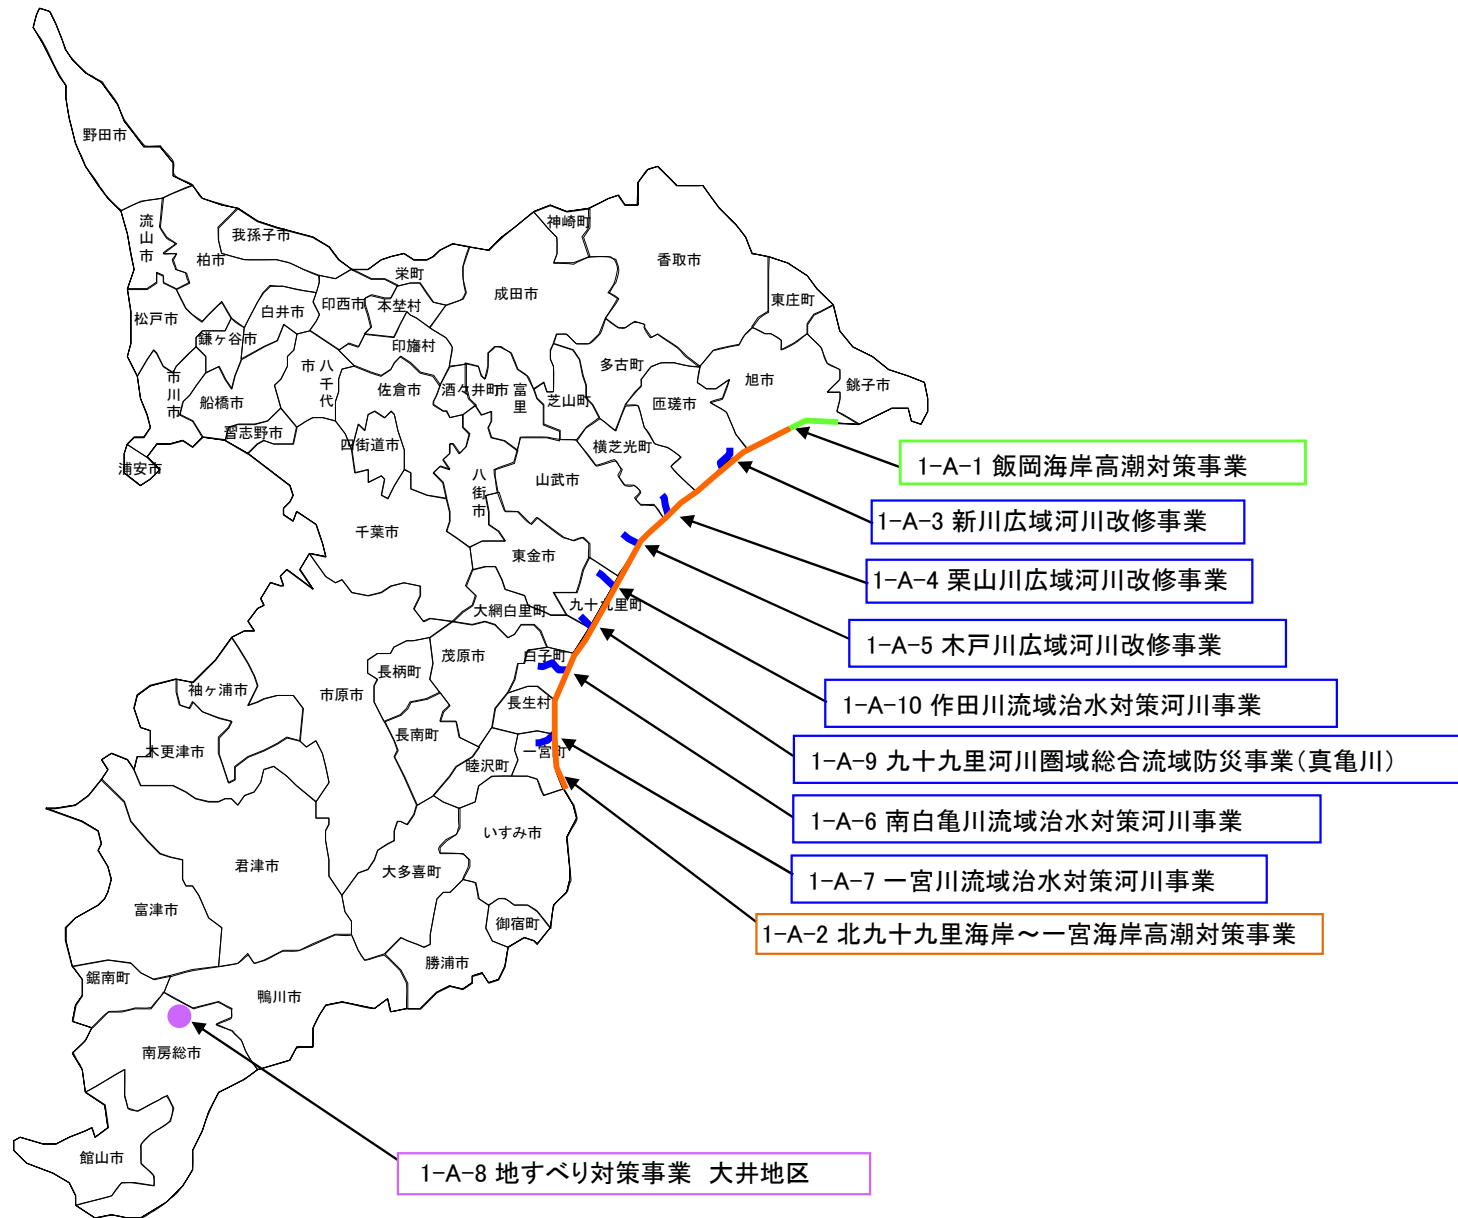 野田市
流山市
柏市
我孫子市
神崎町
香取市
栄町
成田市
東庄町
印西市
本埜村
白井市
松戸市
鎌ヶ谷市
印旛村
多古町
旭市
銚子市
八千代市
佐倉市
酒々井町
富里市
芝山町
匝瑳市
市川市
船橋市
習志野市
四街道市
横芝光町
浦安市
八街市
山武市
千葉市
東金市
大網白里町
九十九里町
茂原市
白子町
長柄町
袖ヶ浦市
市原市
長生村
長南町
一宮町
木更津市
睦沢町
いすみ市
君津市
大多喜町
富津市
御宿町
勝浦市
鋸南町
鴨川市
南房総市
館山市
1-A-1 飯岡海岸高潮対策事業
1-A-3 新川広域河川改修事業
1-A-4 栗山川広域河川改修事業
1-A-5 木戸川広域河川改修事業
1-A-10 作田川流域治水対策河川事業
1-A-9 九十九里河川圏域総合流域防災事業(真亀川)
1-A-6 南白亀川流域治水対策河川事業
1-A-7 一宮川流域治水対策河川事業
1-A-2 北九十九里海岸~一宮海岸高潮対策事業
1-A-8 地すべり対策事業 大井地区